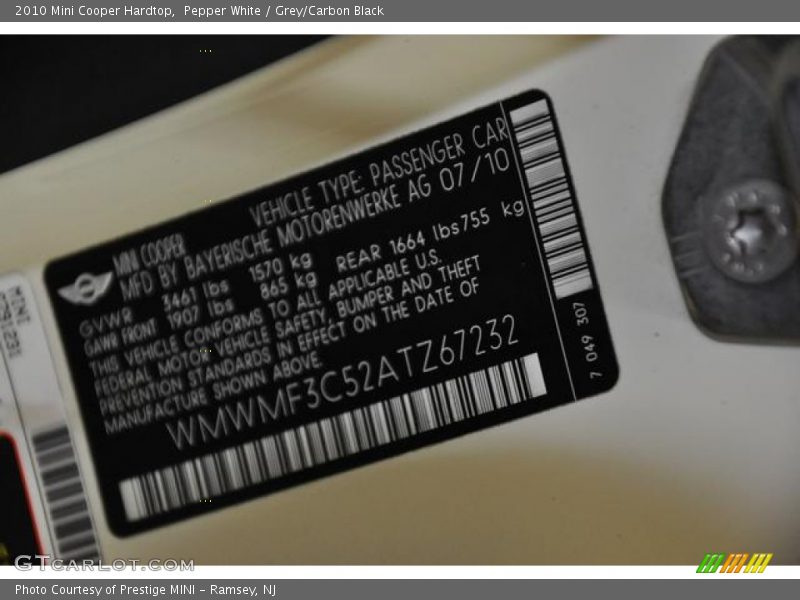 2010 Mini Cooper Hardtop,  Pepper White / Grey/Carbon Black
VEHICLE TYPE: PASSENGER CAR
MINI COOPER
MFD BY BAYERISCHE MOTORENWERKE AG 07/10
GVWR 3461 lbs 1570 kg
GAWR FRONT 1907 lbs 865 kg REAR 1664 lbs 755 kg
THIS VEHICLE CONFORMS TO ALL APPLICABLE U.S.
FEDERAL MOTOR VEHICLE SAFETY, BUMPER AND THEFT
PREVENTION STANDARDS IN EFFECT ON THE DATE OF
MANUFACTURE SHOWN ABOVE.
WMWMF3C52ATZ67232
7 049 307
MINI
GTCARLOT.COM
Photo Courtesy of Prestige MINI – Ramsey, NJ